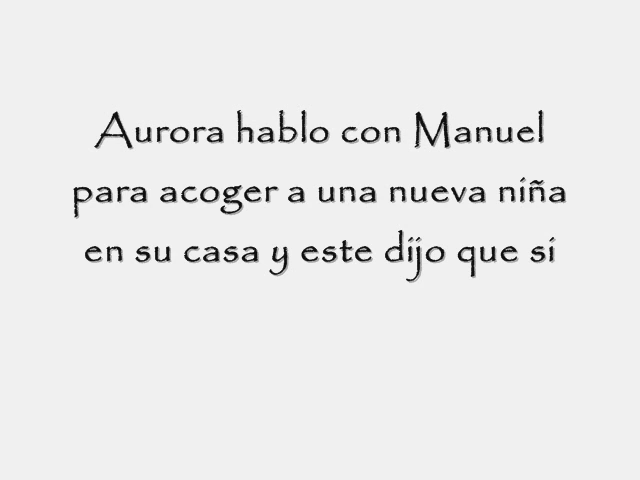 Aurora hablo con Manuel
para acoger a una nueva niña
en su casa y este dijo que si